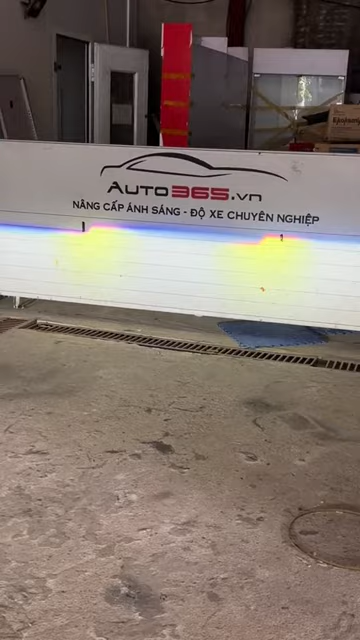 AUTO365.VN
NÂNG CẤP ÁNH SÁNG - ĐỘ XE CHUYÊN NGHIỆP